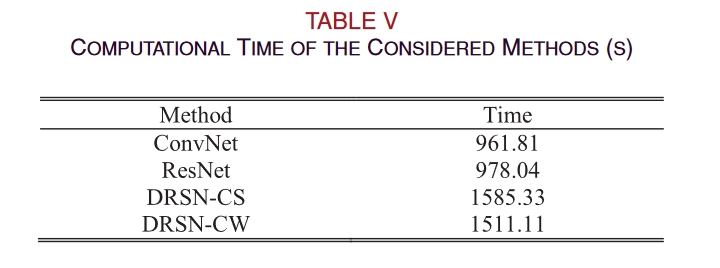 TABLE V
COMPUTATIONAL TIME OF THE CONSIDERED METHODS (S)
Method Time
ConvNet 961.81
ResNet 978.04
DRSN-CS 1585.33
DRSN-CW 1511.11